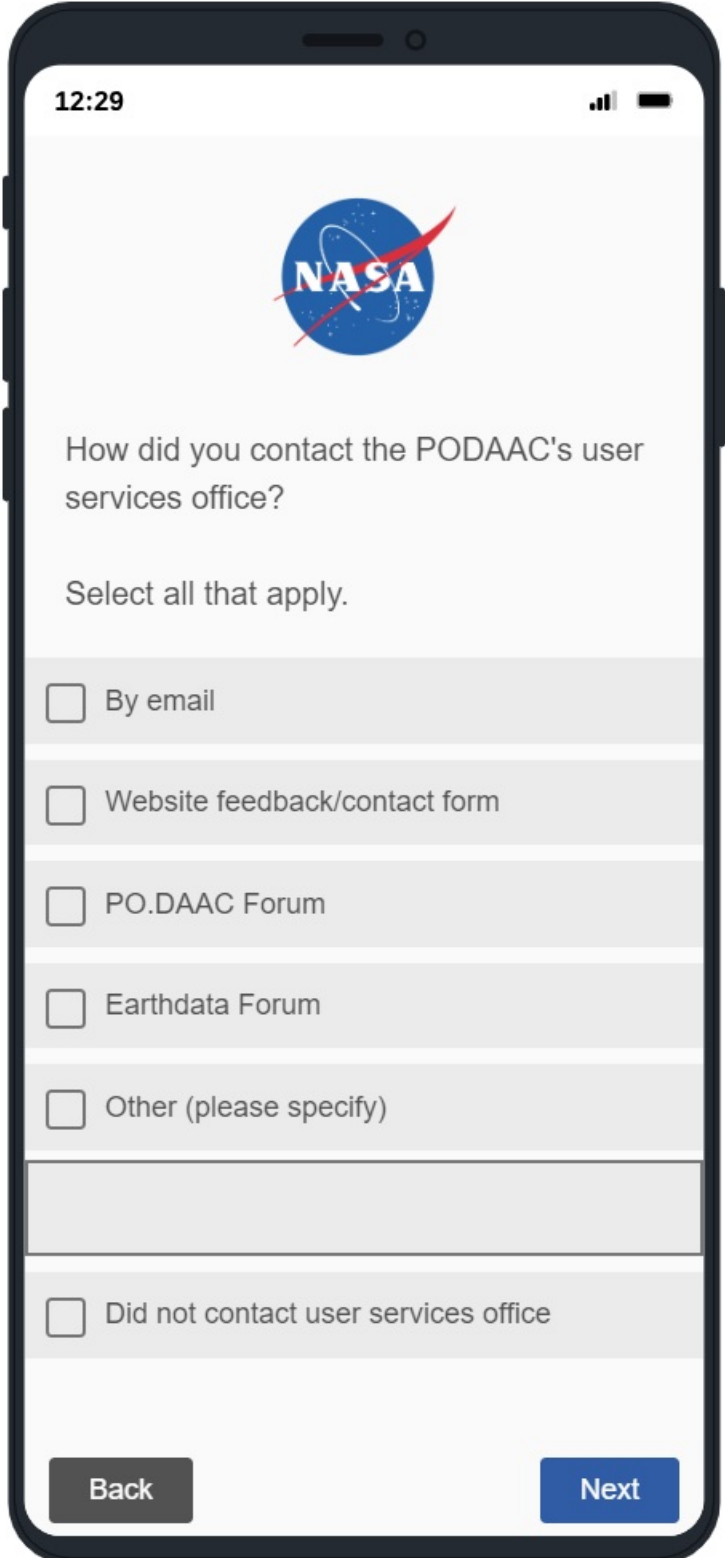 12:29
NASA
How did you contact the PODAAC's user
services office?
Select all that apply.
By email
Website feedback/contact form
PO.DAAC Forum
Earthdata Forum
Other (please specify)
Did not contact user services office
Back
Next